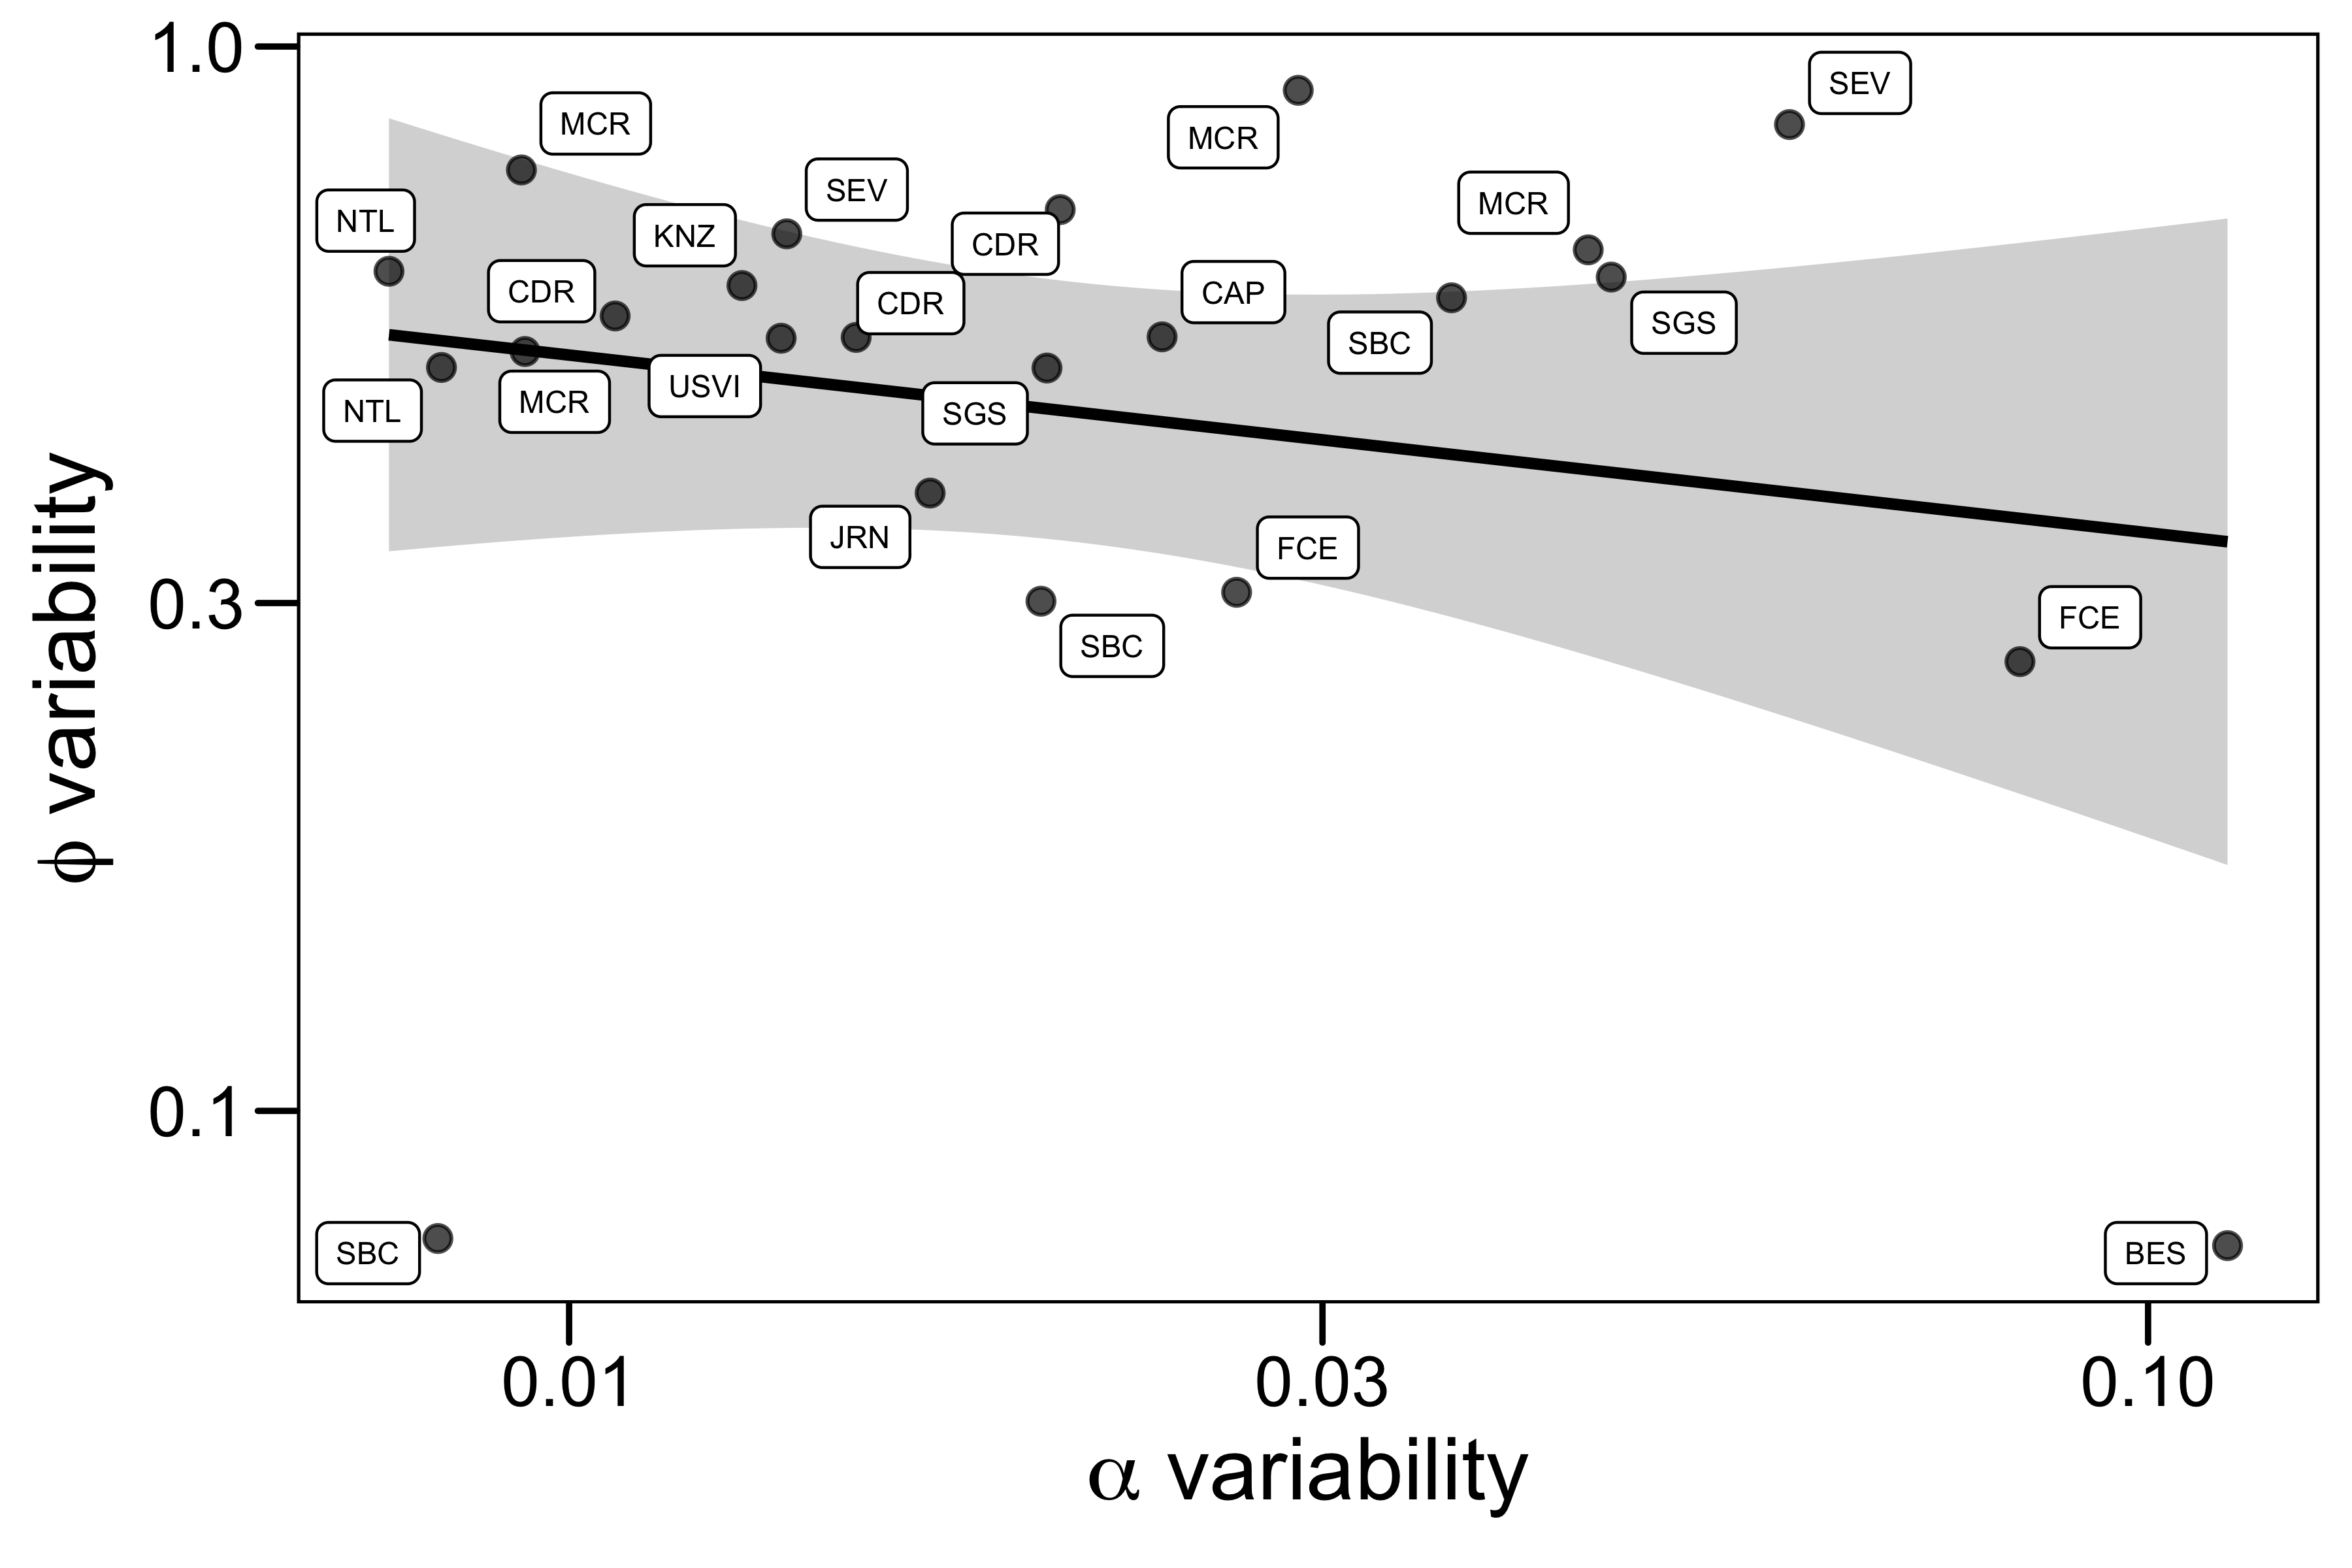 1.0
0.3
0.1
ϕ variability
SEV
MCR
MCR
SEV
MCR
NTL
KNZ
CDR
CDR
CAP
CDR
SGS
SBC
USVI
MCR
NTL
SGS
JRN
FCE
FCE
SBC
SBC
BES
0.01
0.03
0.10
α variability